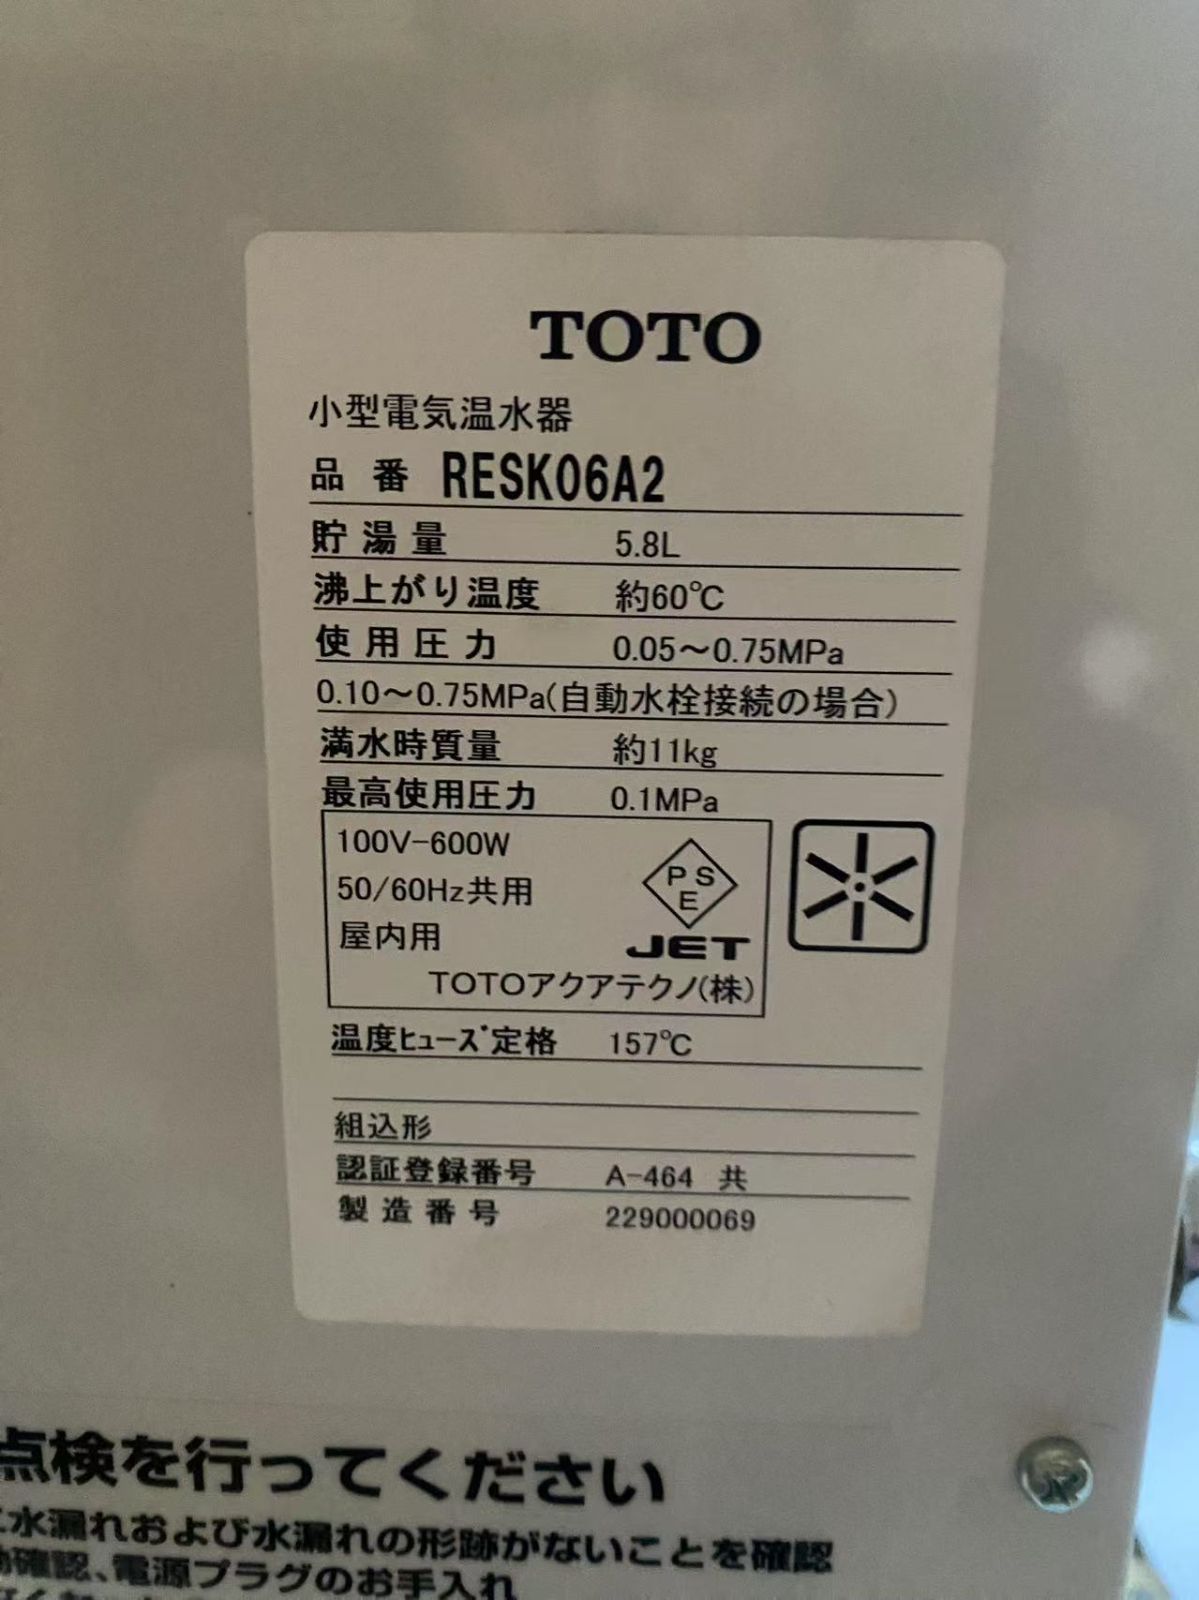 TOTO
小型電気温水器
品番 RESK06A2
貯湯量 5.8L
沸上がり温度 約60℃
使用圧力 0.05～0.75MPa
0.10～0.75MPa(自動水栓接続の場合)
満水時質量 約11kg
最高使用圧力 0.1MPa
100V-600W
50/60Hz共用
屋内用
PS
E
JET
TOTOアクアテクノ(株)
温度ヒューズ定格 157℃
組込形
認証登録番号 A-464 共
製造番号 229000069
点検を行ってください
水漏れおよび水漏れの形跡がないことを確認
確認、電源プラグのお手入れ